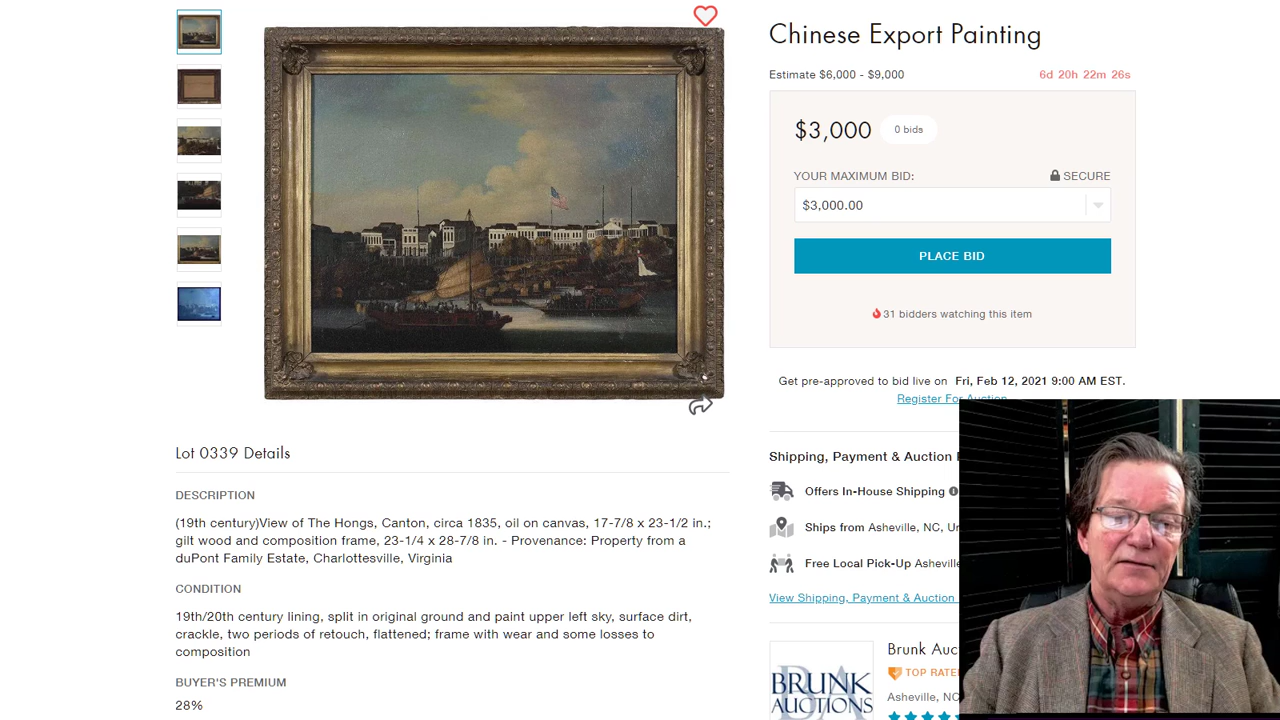 Chinese Export Painting
Estimate $6,000 - $9,000
6d 20h 22m 26s
$3,000
0 bids
YOUR MAXIMUM BID:
SECURE
$3,000.00
PLACE BID
31 bidders watching this item
Get pre-approved to bid live on Fri, Feb 12, 2021 9:00 AM EST.
Register For Auction
Lot 0339 Details
DESCRIPTION
(19th century)View of The Hongs, Canton, circa 1835, oil on canvas, 17-7/8 x 23-1/2 in.;
gilt wood and composition frame, 23-1/4 x 28-7/8 in. - Provenance: Property from a
duPont Family Estate, Charlottesville, Virginia
CONDITION
19th/20th century lining, split in original ground and paint upper left sky, surface dirt,
crackle, two periods of retouch, flattened; frame with wear and some losses to
composition
BUYER'S PREMIUM
28%
Shipping, Payment & Auction
Offers In-House Shipping
Ships from Asheville, NC,
Free Local Pick-Up Asheville
View Shipping, Payment & Auction
BRUNK
AUCTIONS
Brunk
TOP
Asheville, NC